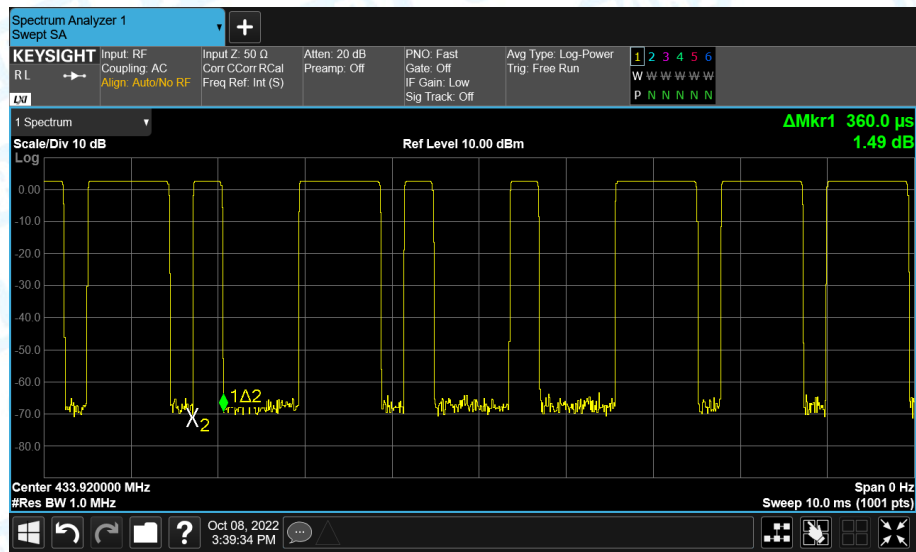 Spectrum Analyzer 1
Swept SA
KEYSIGHT
RL
LXI
Input: RF
Coupling: AC
Align: Auto/No RF
Input Z: 50 Ω
Corr CCorr RCal
Freq Ref: Int (S)
Atten: 20 dB
Preamp: Off
PNO: Fast
Gate: Off
IF Gain: Low
Sig Track: Off
Avg Type: Log-Power
Trig: Free Run
1 2 3 4 5 6
W W W W W W
P N N N N N
1 Spectrum
Scale/Div 10 dB
Ref Level 10.00 dBm
ΔMkr1 360.0 µs
1.49 dB
Log
0.00
-10.0
-20.0
-30.0
-40.0
-50.0
-60.0
-70.0
-80.0
1Δ2
X2
Center 433.920000 MHz
#Res BW 1.0 MHz
Span 0 Hz
Sweep 10.0 ms (1001 pts)
?
Oct 08, 2022
3:39:34 PM